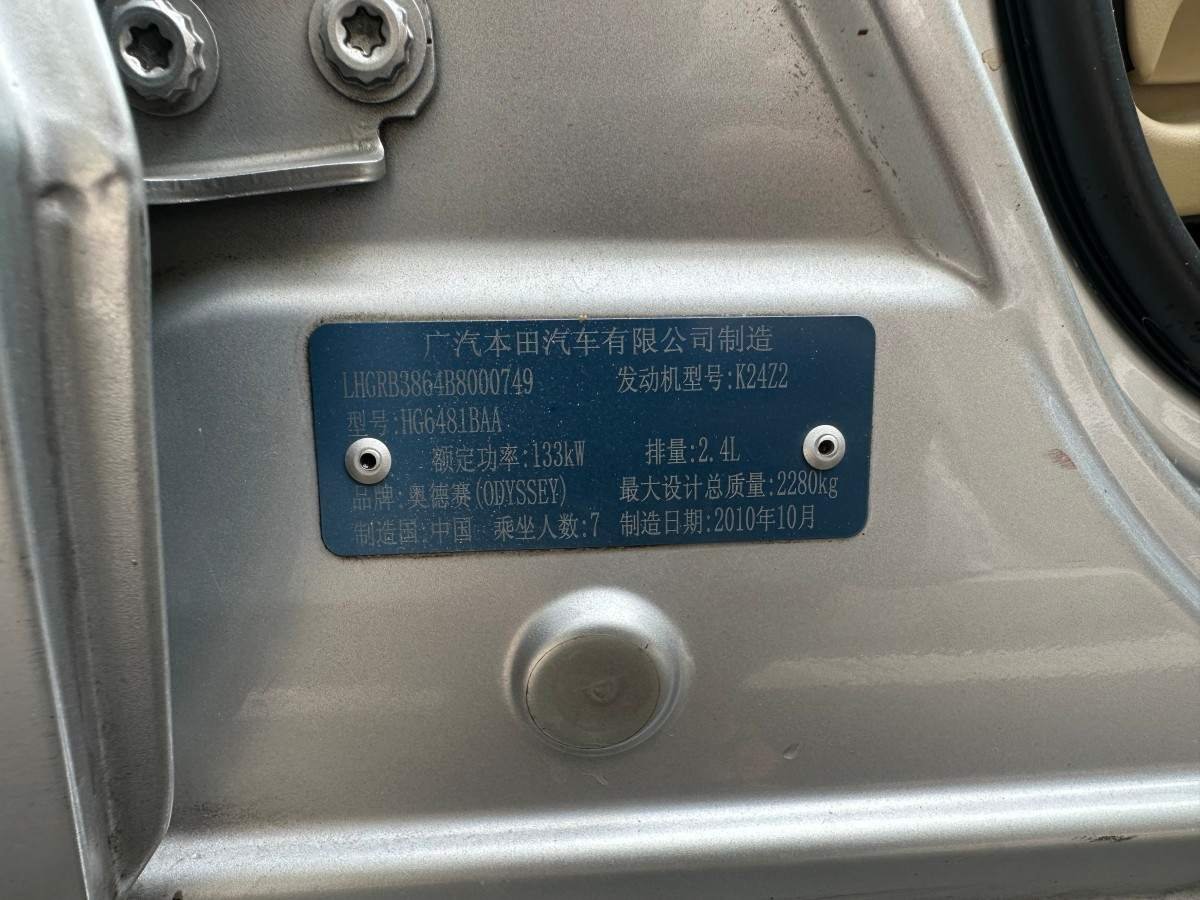 广汽本田汽车有限公司制造
LHGRB3864B8000749 发动机型号:K24Z2
型号:HG6481BAA
额定功率:133kW 排量:2.4L
品牌:奥德赛(ODYSSEY) 最大设计总质量:2280kg
制造国:中国 乘坐人数:7 制造日期:2010年10月